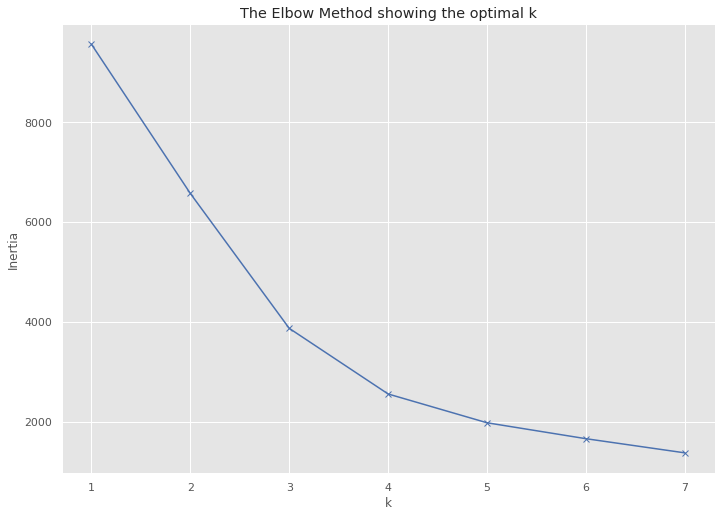 The Elbow Method showing the optimal k
8000
6000
4000
2000
Inertia
1 2 3 4 5 6 7
k